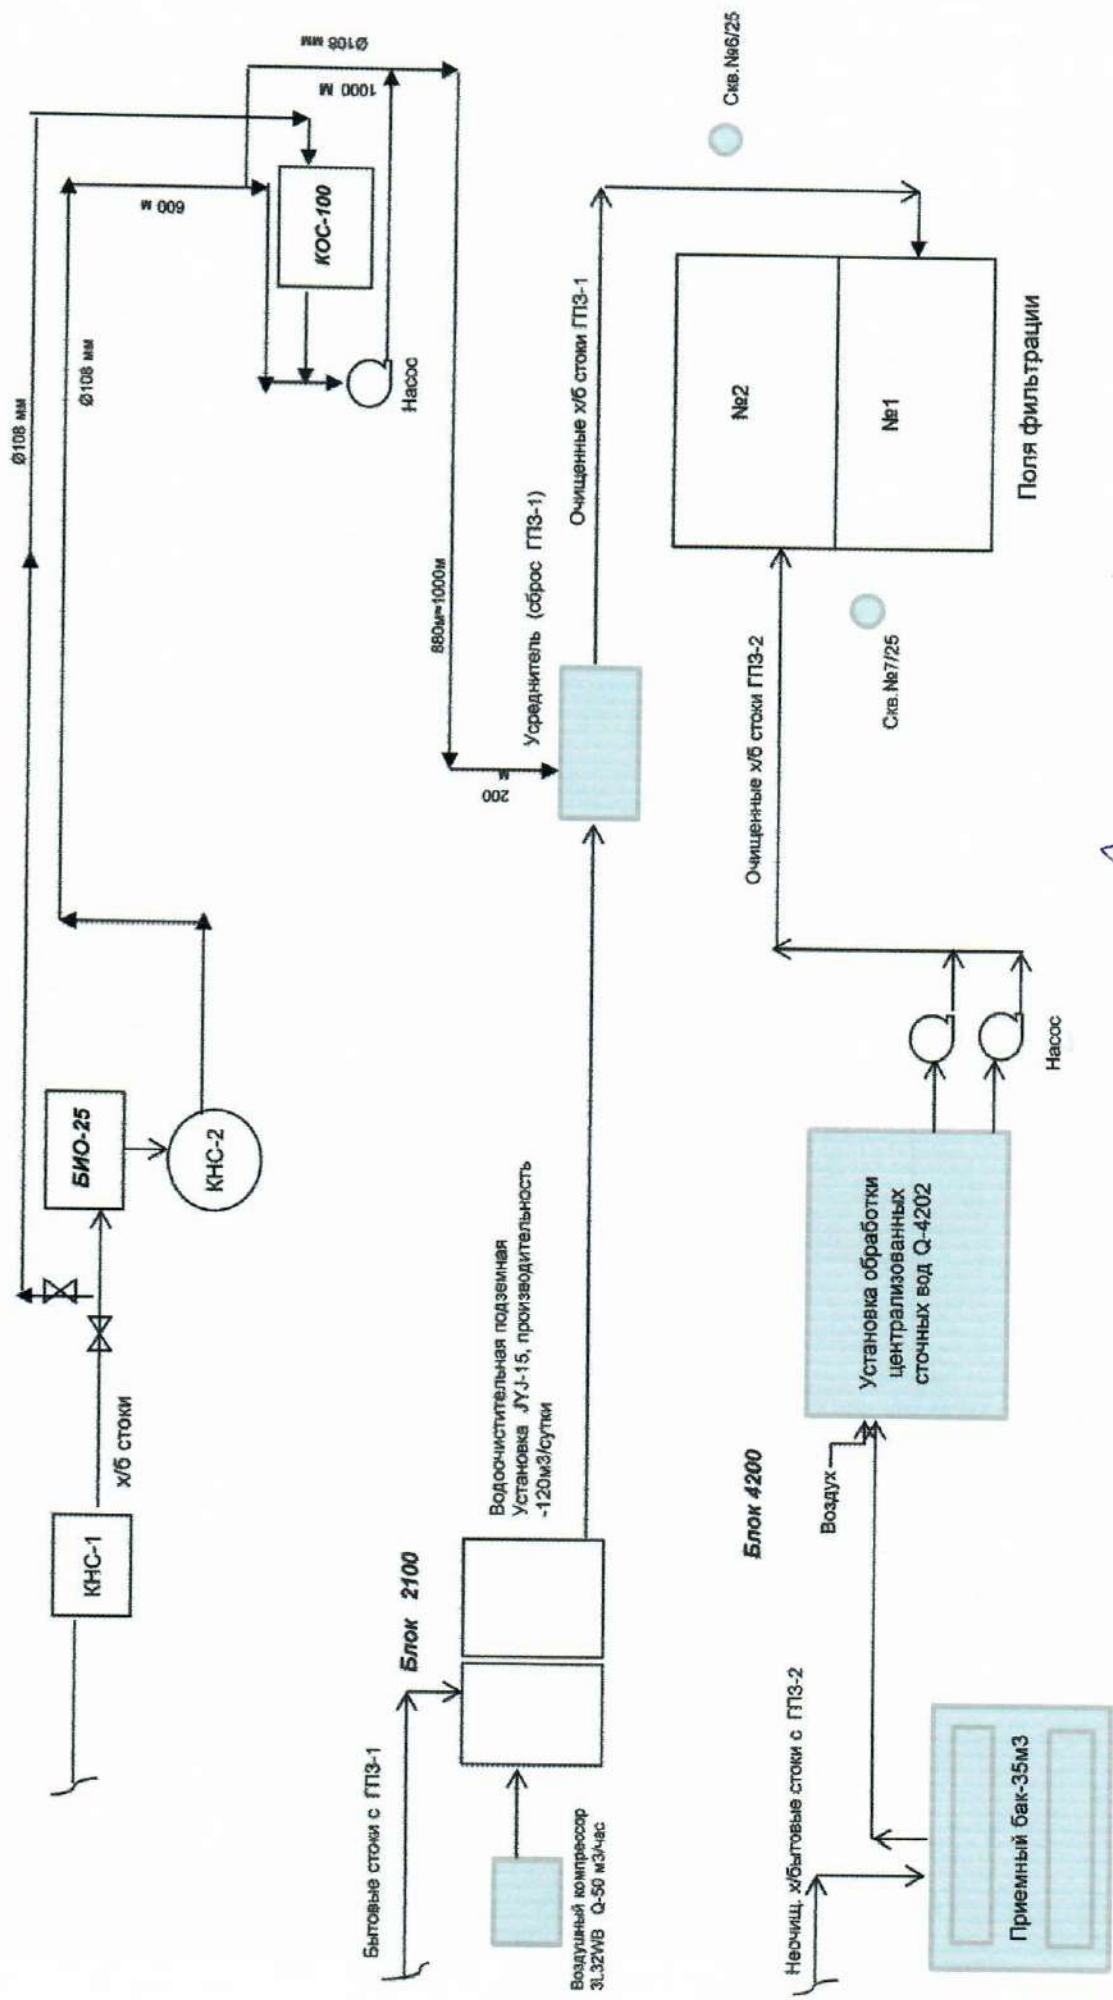 КНС-1
х/б стоки
БИО-25
КНС-2
Ø108 мм
Ø108 мм
600 м
КОС-100
Насос
Ø108 мм
1000 М
880м≈1000м
200
м
Усреднитель (сброс ГПЗ-1)
Бытовые стоки с ГПЗ-1
Блок 2100
Воздушный компрессор
3L32WB Q-50 м3/час
Водоочистительная подземная
Установка JYJ-15, производительность
-120м3/сутки
Очищенные х/б стоки ГПЗ-1
Скв.№6/25
№2
№1
Поля фильтрации
Скв.№7/25
Очищенные х/б стоки ГПЗ-2
Неочищ. х/бытовые стоки с ГПЗ-2
Приемный бак-35м3
Блок 4200
Воздух
Установка обработки
централизованных
сточных вод Q-4202
Насос